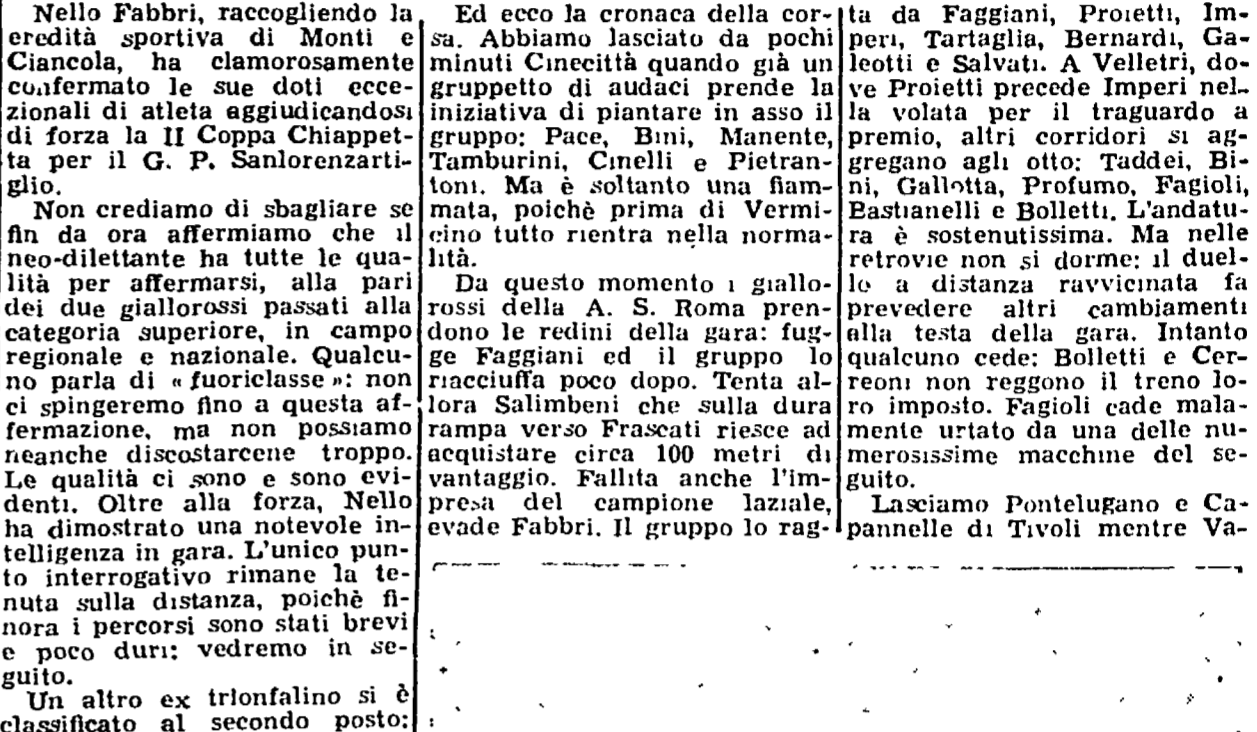 Nello Fabbri, raccogliendo la
eredità sportiva di Monti e
Ciancola, ha clamorosamente
confermato le sue doti ecce-
zionali di atleta aggiudicandosi
di forza la II Coppa Chiappet-
ta per il G. P. Sanlorenzarti-
glio.
Non crediamo di sbagliare se
fin da ora affermiamo che il
neo-dilettante ha tutte le qua-
lità per affermarsi, alla pari
dei due giallorossi passati alla
categoria superiore, in campo
regionale e nazionale. Qualcu-
no parla di « fuoriclasse »: non
ci spingeremo fino a questa af-
fermazione, ma non possiamo
neanche discostarcene troppo.
Le qualità ci sono e sono evi-
denti. Oltre alla forza, Nello
ha dimostrato una notevole in-
telligenza in gara. L'unico pun-
to interrogativo rimane la te-
nuta sulla distanza, poichè fi-
nora i percorsi sono stati brevi
e poco duri: vedremo in se-
guito.
Un altro ex trionfalino si è
classificato al secondo posto:
Ed ecco la cronaca della cor-
sa. Abbiamo lasciato da pochi
minuti Cinecittà quando già un
gruppetto di audaci prende la
iniziativa di piantare in asso il
gruppo: Pace, Bini, Manente,
Tamburini, Cinelli e Pietran-
toni. Ma è soltanto una fiam-
mata, poichè prima di Vermi-
cino tutto rientra nella norma-
lità.
Da questo momento i giallo-
rossi della A. S. Roma pren-
dono le redini della gara: fug-
ge Faggiani ed il gruppo lo
riacciuffa poco dopo. Tenta al-
lora Salimbeni che sulla dura
rampa verso Frascati riesce ad
acquistare circa 100 metri di
vantaggio. Fallita anche l'im-
presa del campione laziale,
evade Fabbri. Il gruppo lo rag-
ta da Faggiani, Proietti, Im-
peri, Tartaglia, Bernardi, Ga-
leotti e Salvati. A Velletri, do-
ve Proietti precede Imperi nel-
la volata per il traguardo a
premio, altri corridori si ag-
gregano agli otto: Taddei, Bi-
ni, Gallotta, Profumo, Fagioli,
Bastianelli e Bolletti. L'andatu-
ra è sostenutissima. Ma nelle
retrovie non si dorme: il duel-
lo a distanza ravvicinata fa
prevedere altri cambiamenti
alla testa della gara. Intanto
qualcuno cede: Bolletti e Cer-
reoni non reggono il treno lo-
ro imposto. Fagioli cade mala-
mente urtato da una delle nu-
merosissime macchine del se-
guito.
Lasciamo Pontelugano e Ca-
pannelle di Tivoli mentre Va-